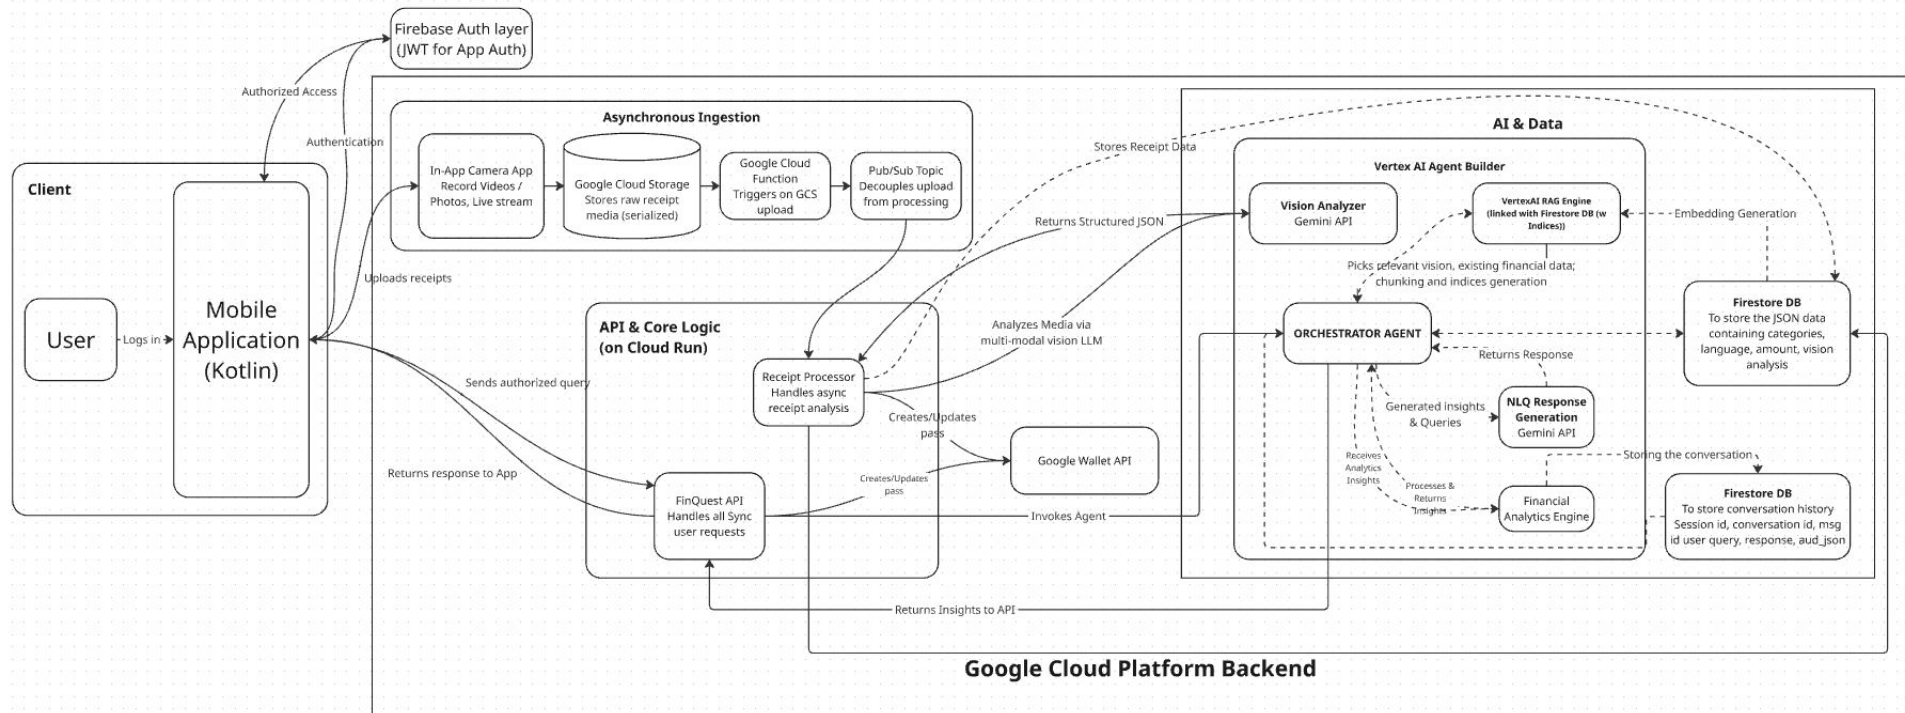 Firebase Auth layer
(JWT for App Auth)
Authorized Access
Authentication
Client
User
Logs in
Mobile
Application
(Kotlin)
Uploads receipts
Asynchronous Ingestion
In-App Camera App
Record Videos /
Photos, Live stream
Google Cloud Storage
Stores raw receipt
media (serialized)
Google Cloud
Function
Triggers on GCS
upload
Pub/Sub Topic
Decouples upload
from processing
Sends authorized query
Returns response to App
API & Core Logic
(on Cloud Run)
Receipt Processor
Handles async
receipt analysis
FinQuest API
Handles all Sync
user requests
Stores Receipt Data
Returns Structured JSON
Analyzes Media via
multi-modal vision LLM
Creates/Updates
pass
Creates/Updates
pass
Google Wallet API
Invokes Agent
Returns Insights to API
AI & Data
Vertex AI Agent Builder
Vision Analyzer
Gemini API
VertexAI RAG Engine
(linked with Firestore DB (w
Indices))
Embedding Generation
Picks relevant vision, existing financial data;
chunking and indices generation
ORCHESTRATOR AGENT
Returns Response
Generated insights
& Queries
NLQ Response
Generation
Gemini API
Receives
Analytics
Insights
Processes &
Returns
Insights
Financial
Analytics Engine
Storing the conversation
Firestore DB
To store the JSON data
containing categories,
language, amount, vision
analysis
Firestore DB
To store conversation history
Session id, conversation id, msg
id user query, response, aud_json
Google Cloud Platform Backend